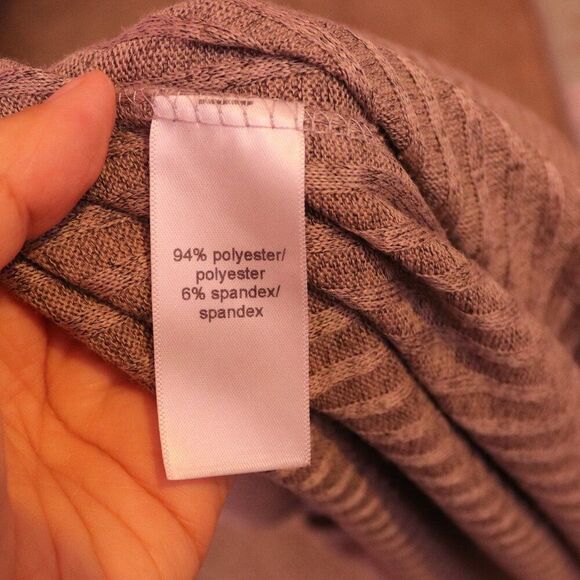 94% polyester/
polyester
6% spandex/
spandex